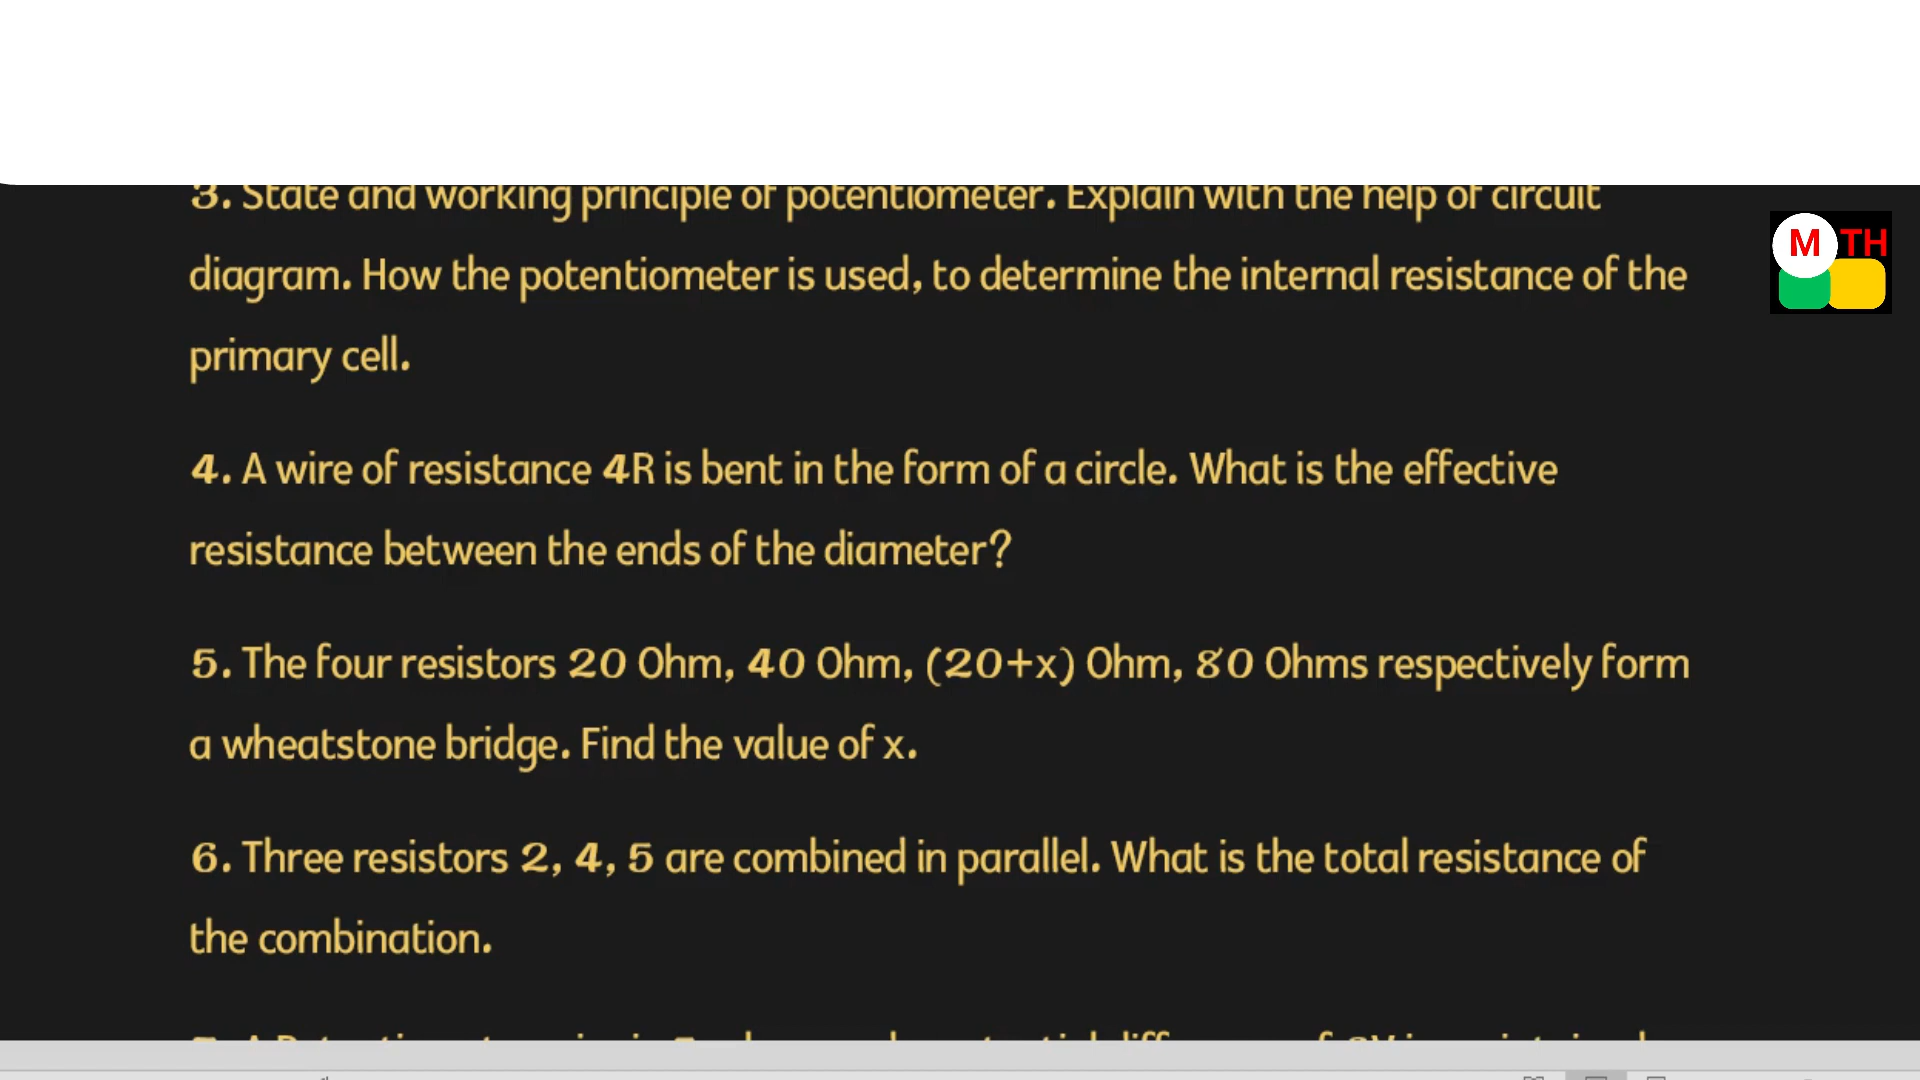 3. State and working principle of potentiometer. Explain with the help of circuit
diagram. How the potentiometer is used, to determine the internal resistance of the
primary cell.
M TH
4. A wire of resistance 4R is bent in the form of a circle. What is the effective
resistance between the ends of the diameter?
5. The four resistors 20 Ohm, 40 Ohm, (20+x) Ohm, 80 Ohms respectively form
a wheatstone bridge. Find the value of x.
6. Three resistors 2, 4, 5 are combined in parallel. What is the total resistance of
the combination.